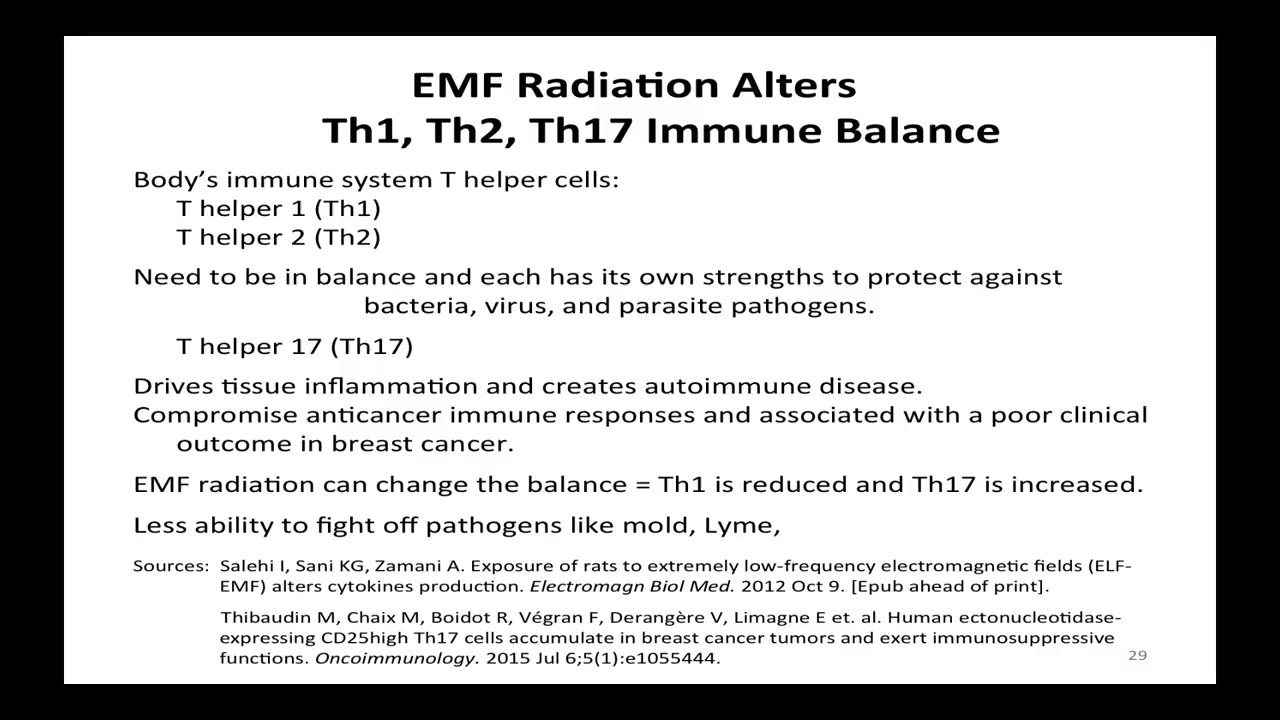 EMF Radiation Alters
Th1, Th2, Th17 Immune Balance
Body’s immune system T helper cells:
T helper 1 (Th1)
T helper 2 (Th2)
Need to be in balance and each has its own strengths to protect against
bacteria, virus, and parasite pathogens.
T helper 17 (Th17)
Drives tissue inflammation and creates autoimmune disease.
Compromise anticancer immune responses and associated with a poor clinical
outcome in breast cancer.
EMF radiation can change the balance = Th1 is reduced and Th17 is increased.
Less ability to fight off pathogens like mold, Lyme,
Sources: Salehi I, Sani KG, Zamani A. Exposure of rats to extremely low-frequency electromagnetic fields (ELF-
EMF) alters cytokines production. Electromagn Biol Med. 2012 Oct 9. [Epub ahead of print].
Thibaudin M, Chaix M, Boidot R, Végran F, Derangère V, Limagne E et. al. Human ectonucleotidase-
expressing CD25high Th17 cells accumulate in breast cancer tumors and exert immunosuppressive
functions. Oncoimmunology. 2015 Jul 6;5(1):e1055444.
29